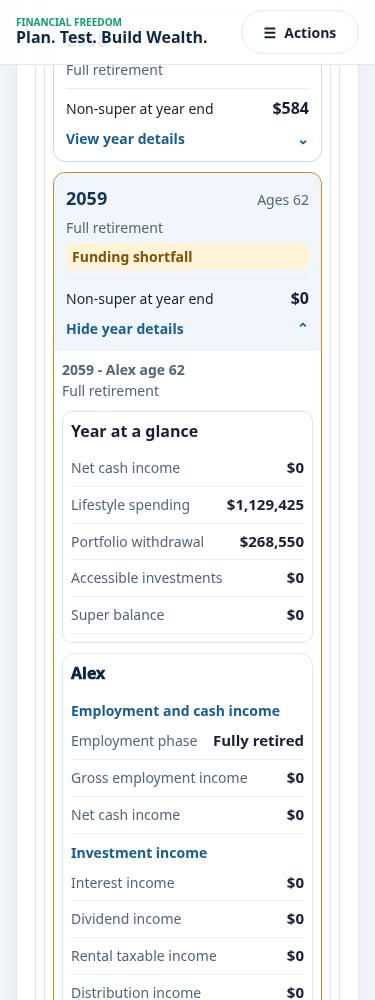 FINANCIAL FREEDOM
Plan. Test. Build Wealth.
☰ Actions
Full retirement
Non-super at year end $584
View year details ⌄
2059 Ages 62
Full retirement
Funding shortfall
Non-super at year end $0
Hide year details ⌃
2059 - Alex age 62
Full retirement
Year at a glance
Net cash income $0
Lifestyle spending $1,129,425
Portfolio withdrawal $268,550
Accessible investments $0
Super balance $0
Alex
Employment and cash income
Employment phase Fully retired
Gross employment income $0
Net cash income $0
Investment income
Interest income $0
Dividend income $0
Rental taxable income $0
Distribution income $0